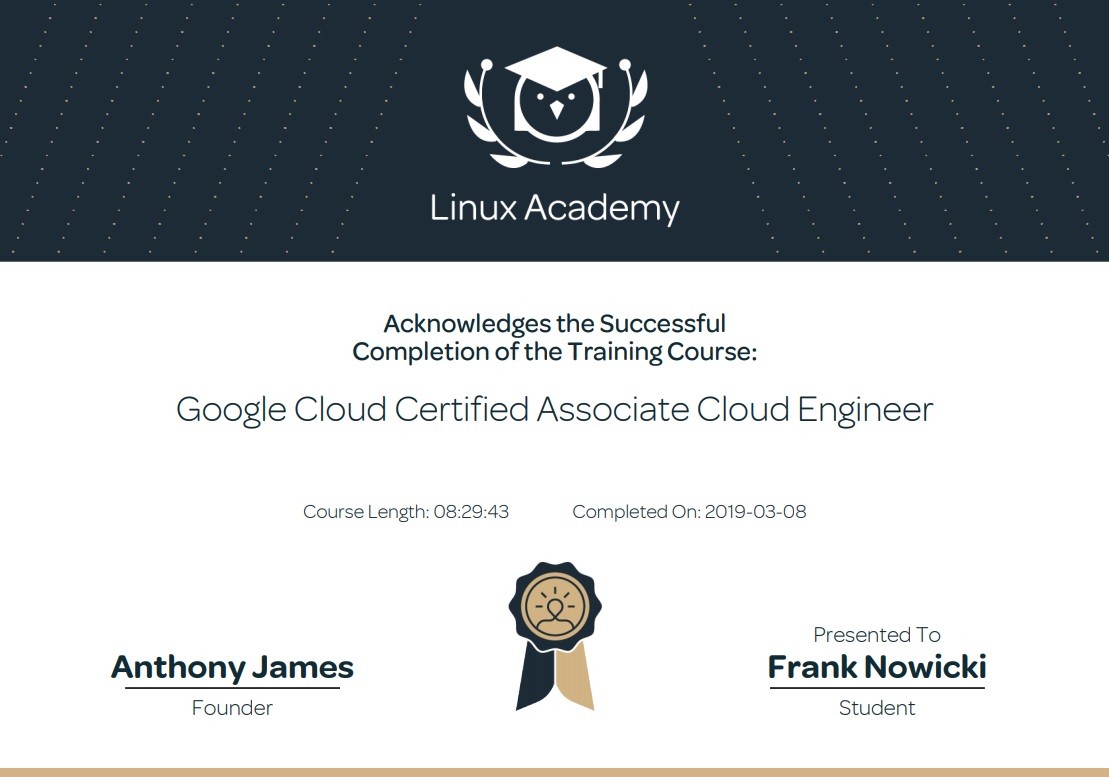 Linux Academy
Acknowledges the Successful
Completion of the Training Course:
Google Cloud Certified Associate Cloud Engineer
Course Length: 08:29:43
Completed On: 2019-03-08
Anthony James
Founder
Presented To
Frank Nowicki
Student